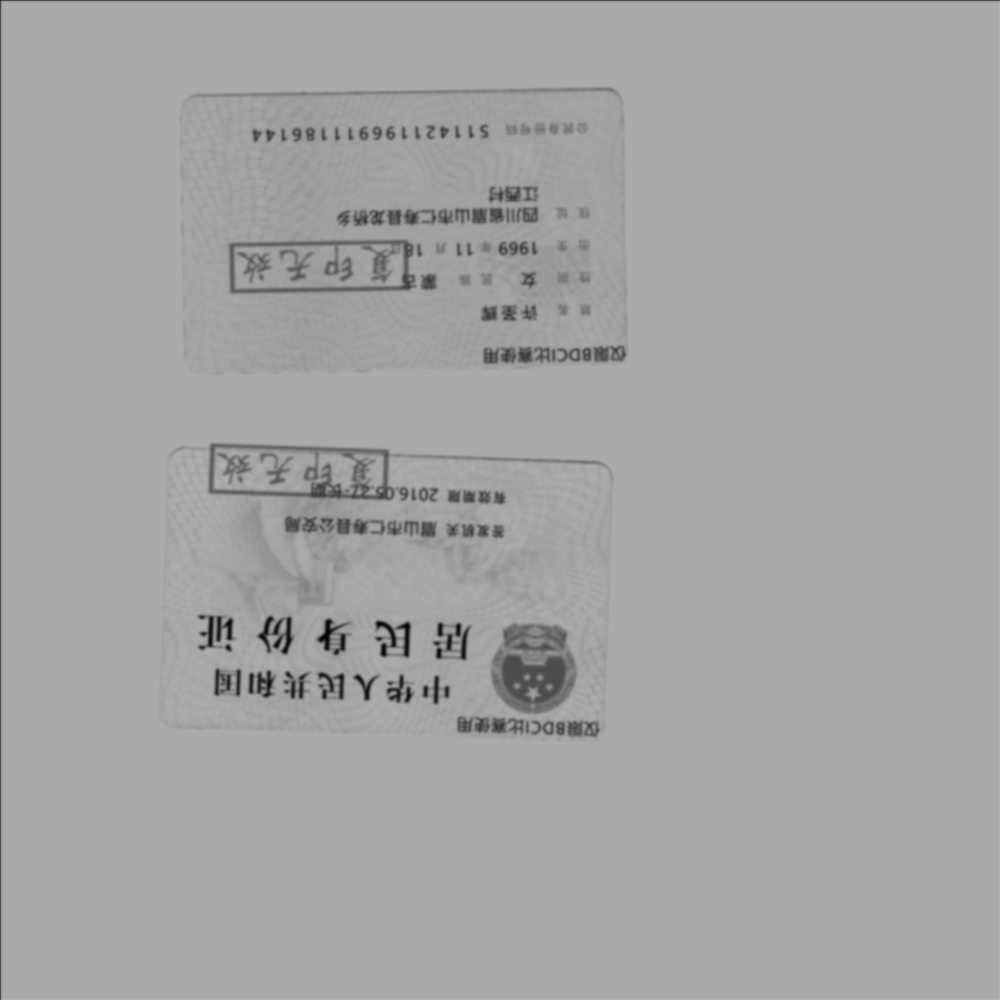 仅限BDCI比赛使用
中华人民共和国
居民身份证
签发机关 眉山市仁寿县公安局
有效期限 2016.05.27-长期
复印无效
仅限BDCI比赛使用
姓名 许圣辉
性别 女 民族 蒙古
出生 1969 年 11 月 18 日
复印无效
住址 四川省眉山市仁寿县龙桥乡
江西村
公民身份号码 511421196911186144